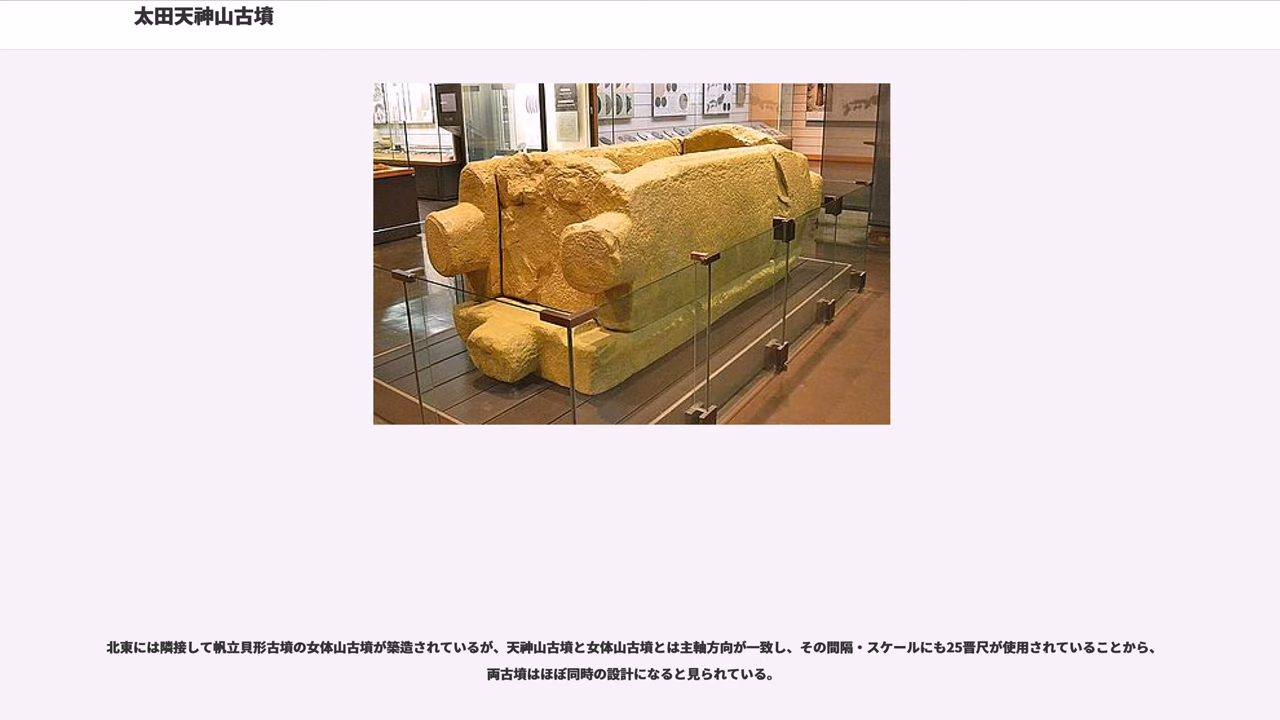 太田天神山古墳
北東には隣接して帆立貝形古墳の女体山古墳が築造されているが、天神山古墳と女体山古墳とは主軸方向が一致し、その間隔・スケールにも25晋尺が使用されていることから、
両古墳はほぼ同時の設計になると見られている。